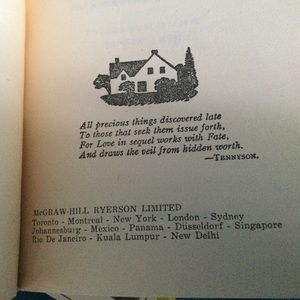 All precious things discovered late
To those that seek them issue forth,
For Love in sequel works with Fate,
And draws the veil from hidden worth.
—TENNYSON.
McGRAW-HILL RYERSON LIMITED
Toronto - Montreal - New York - London - Sydney
Johannesburg - Mexico - Panama - Düsseldorf - Singapore
Rio De Janeiro - Kuala Lumpur - New Delhi